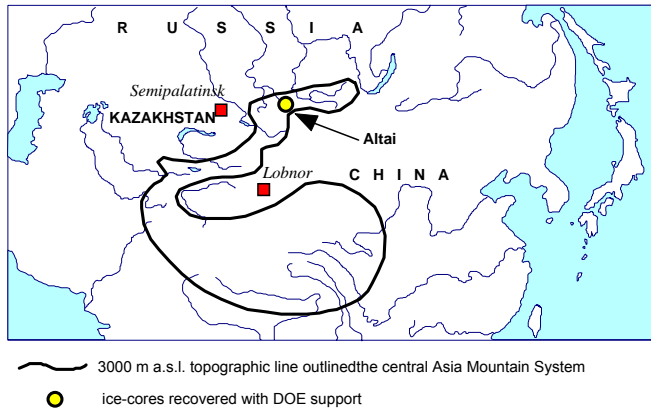 R U S S I A
Semipalatinsk
KAZAKHSTAN
Altai
Lobnor
C H I N A
3000 m a.s.l. topographic line outlinedthe central Asia Mountain System
ice-cores recovered with DOE support